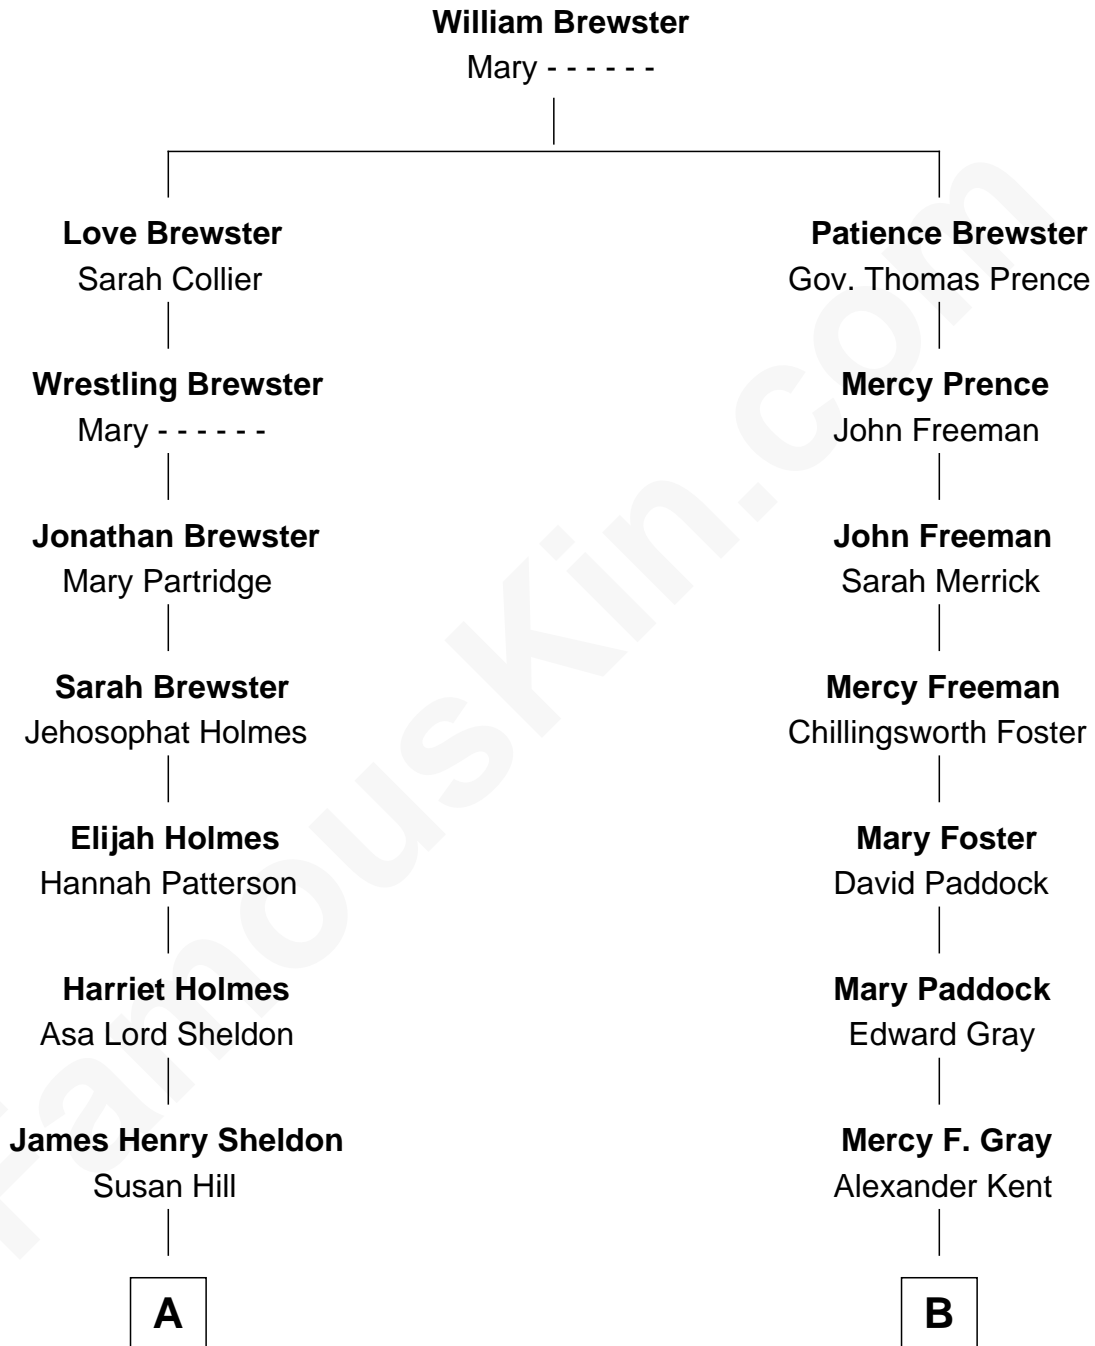 William Brewster
Mary - - - - - -
Love Brewster
Sarah Collier
Patience Brewster
Gov. Thomas Prence
Wrestling Brewster
Mary - - - - - -
Mercy Prence
John Freeman
Jonathan Brewster
Mary Partridge
John Freeman
Sarah Merrick
Sarah Brewster
Jehosophat Holmes
Mercy Freeman
Chillingsworth Foster
Elijah Holmes
Hannah Patterson
Mary Foster
David Paddock
Harriet Holmes
Asa Lord Sheldon
Mary Paddock
Edward Gray
James Henry Sheldon
Susan Hill
Mercy F. Gray
Alexander Kent
A
B
FamousKin.com